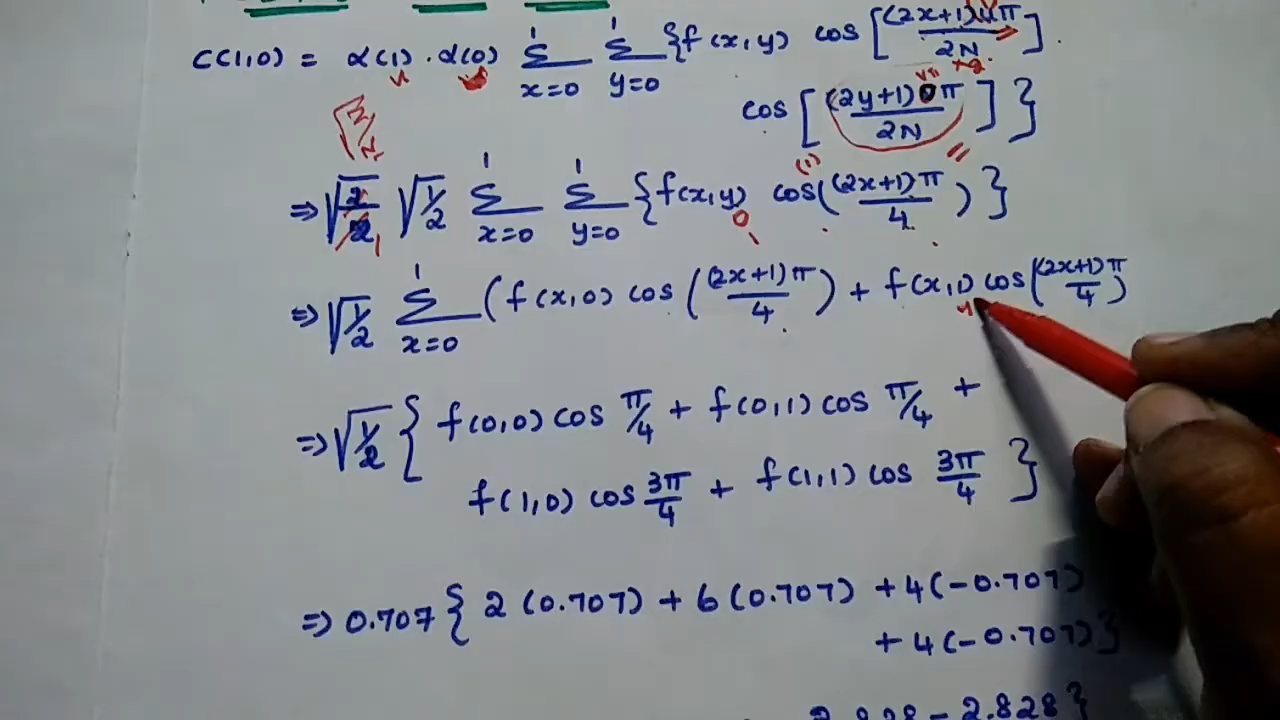 C(1,0) = α(1) . α(0) Σ_{x=0}^{1} Σ_{y=0}^{1} {f(x,y) cos[(2x+1)uπ/2N].
cos[(2y+1)0π/2N]}
⇒ √(2/2) √(1/2) Σ_{x=0}^{1} Σ_{y=0}^{1} {f(x,y) cos((2x+1)π/4)}
⇒ √(1/2) Σ_{x=0}^{1} (f(x,0) cos((2x+1)π/4) + f(x,1) cos((2x+1)π/4)
⇒ √(1/2) {f(0,0) cos π/4 + f(0,1) cos π/4 +
f(1,0) cos 3π/4 + f(1,1) cos 3π/4}
⇒ 0.707 {2(0.707) + 6(0.707) + 4(-0.707)
+ 4(-0.707)}
- 2.828}